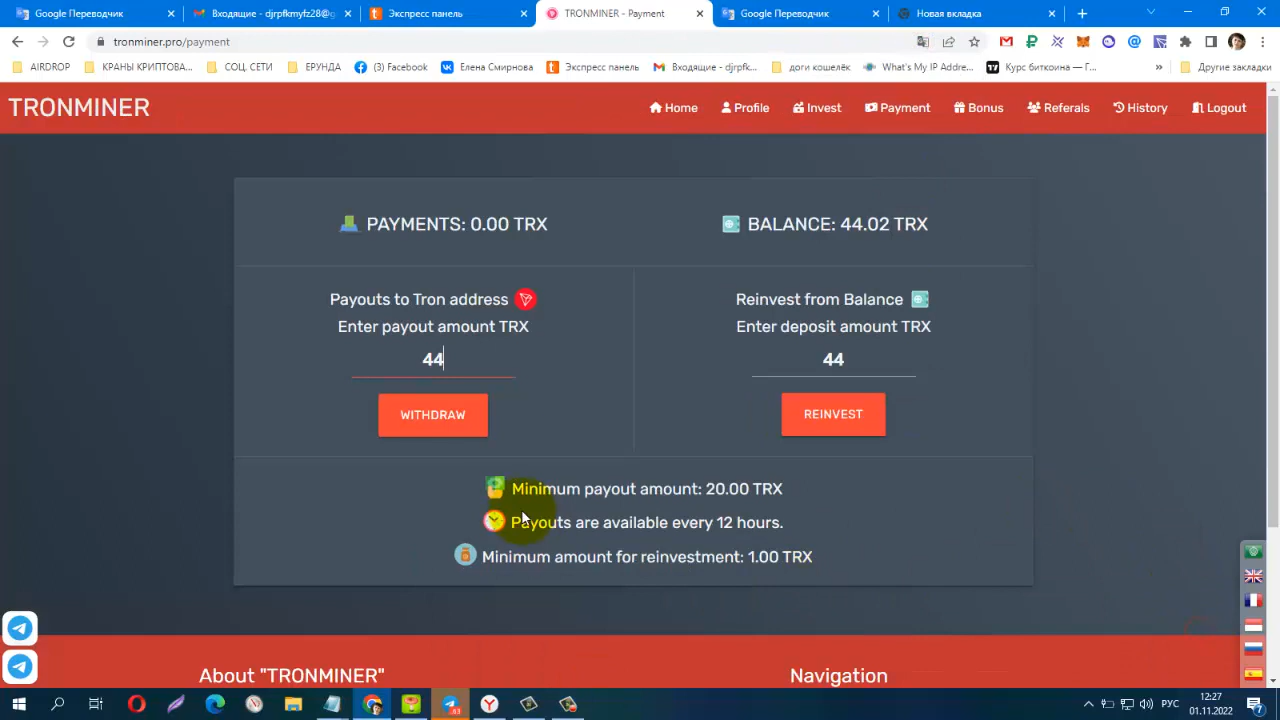 Google Переводчик
Входящие - djrpfkmyfz28@g
Экспресс панель
TRONMINER - Payment
Google Переводчик
Новая вкладка
tronminer.pro/payment
AIRDROP
КРАНЫ КРИПТОВА...
СОЦ. СЕТИ
ЕРУНДА
(3) Facebook
Елена Смирнова
Экспресс панель
Входящие - djrpfk...
доги кошелёк
What's My IP Addre...
Курс биткоина — Г...
»
Другие закладки
TRONMINER
Home
Profile
Invest
Payment
Bonus
Referals
History
Logout
PAYMENTS: 0.00 TRX
BALANCE: 44.02 TRX
Payouts to Tron address
Enter payout amount TRX
44
WITHDRAW
Reinvest from Balance
Enter deposit amount TRX
44
REINVEST
Minimum payout amount: 20.00 TRX
Payouts are available every 12 hours.
Minimum amount for reinvestment: 1.00 TRX
About "TRONMINER"
Navigation
РУС
12:27
01.11.2022